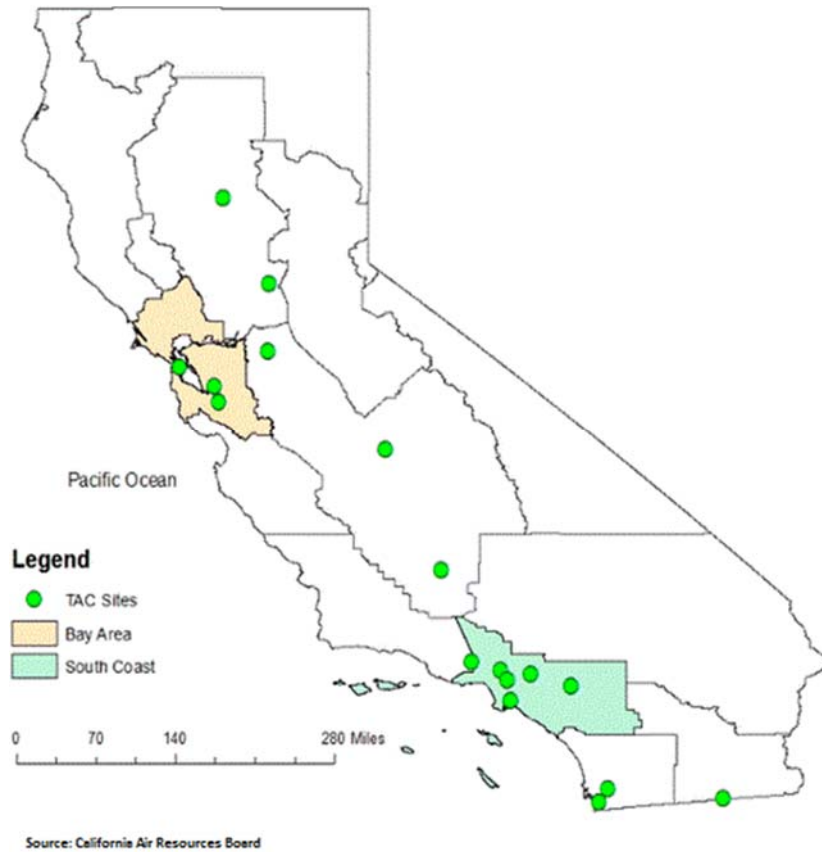 Pacific Ocean
Legend
TAC Sites
Bay Area
South Coast
0 70 140 280 Miles
Source: California Air Resources Board